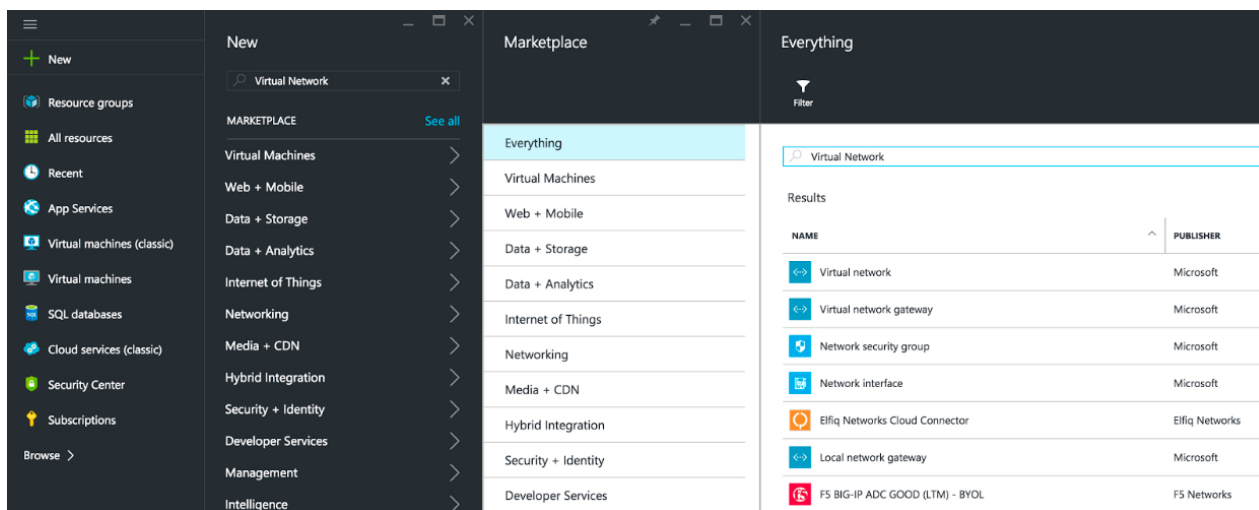 New
Resource groups
All resources
Recent
App Services
Virtual machines (classic)
Virtual machines
SQL databases
Cloud services (classic)
Security Center
Subscriptions
Browse >
New
Virtual Network
MARKETPLACE See all
Virtual Machines
Web + Mobile
Data + Storage
Data + Analytics
Internet of Things
Networking
Media + CDN
Hybrid Integration
Security + Identity
Developer Services
Management
Intelligence
Marketplace
Everything
Virtual Machines
Web + Mobile
Data + Storage
Data + Analytics
Internet of Things
Networking
Media + CDN
Hybrid Integration
Security + Identity
Developer Services
Everything
Filter
Virtual Network
Results
NAME PUBLISHER
Virtual network Microsoft
Virtual network gateway Microsoft
Network security group Microsoft
Network interface Microsoft
Elfiq Networks Cloud Connector Elfiq Networks
Local network gateway Microsoft
F5 BIG-IP ADC GOOD (LTM) - BYOL F5 Networks